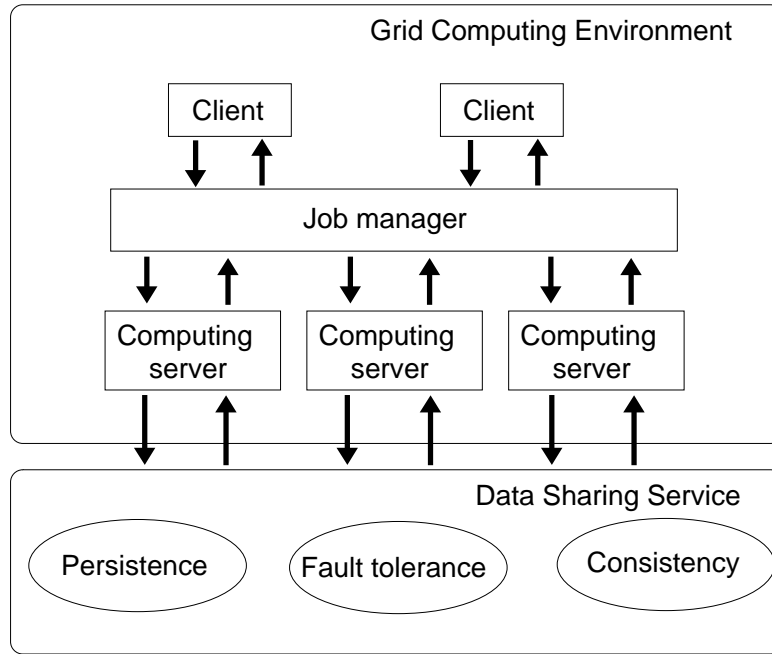 Grid Computing Environment
Client
Client
Job manager
Computing
server
Computing
server
Computing
server
Data Sharing Service
Persistence
Fault tolerance
Consistency